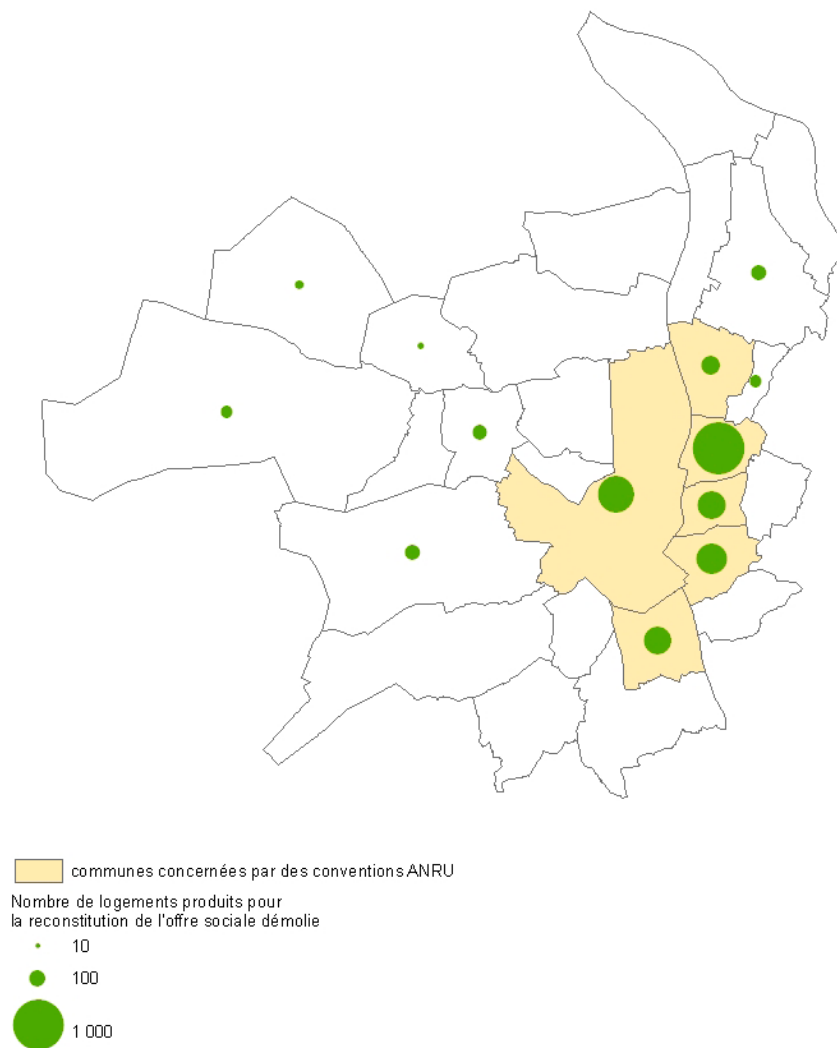 communes concernées par des conventions ANRU
Nombre de logements produits pour
la reconstitution de l'offre sociale démolie
10
100
1 000